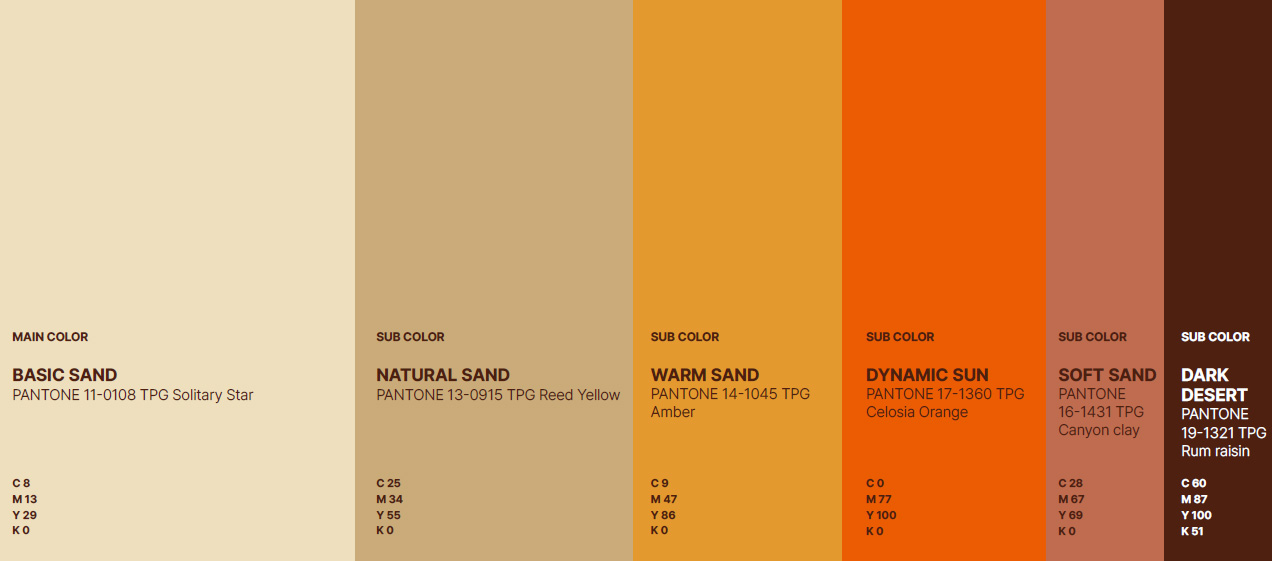 MAIN COLOR
BASIC SAND
PANTONE 11-0108 TPG Solitary Star
C 8
M 13
Y 29
K 0
SUB COLOR
NATURAL SAND
PANTONE 13-0915 TPG Reed Yellow
C 25
M 34
Y 55
K 0
SUB COLOR
WARM SAND
PANTONE 14-1045 TPG
Amber
C 9
M 47
Y 86
K 0
SUB COLOR
DYNAMIC SUN
PANTONE 17-1360 TPG
Celosia Orange
C 0
M 77
Y 100
K 0
SUB COLOR
SOFT SAND
PANTONE
16-1431 TPG
Canyon clay
C 28
M 67
Y 69
K 0
SUB COLOR
DARK
DESERT
PANTONE
19-1321 TPG
Rum raisin
C 60
M 87
Y 100
K 51